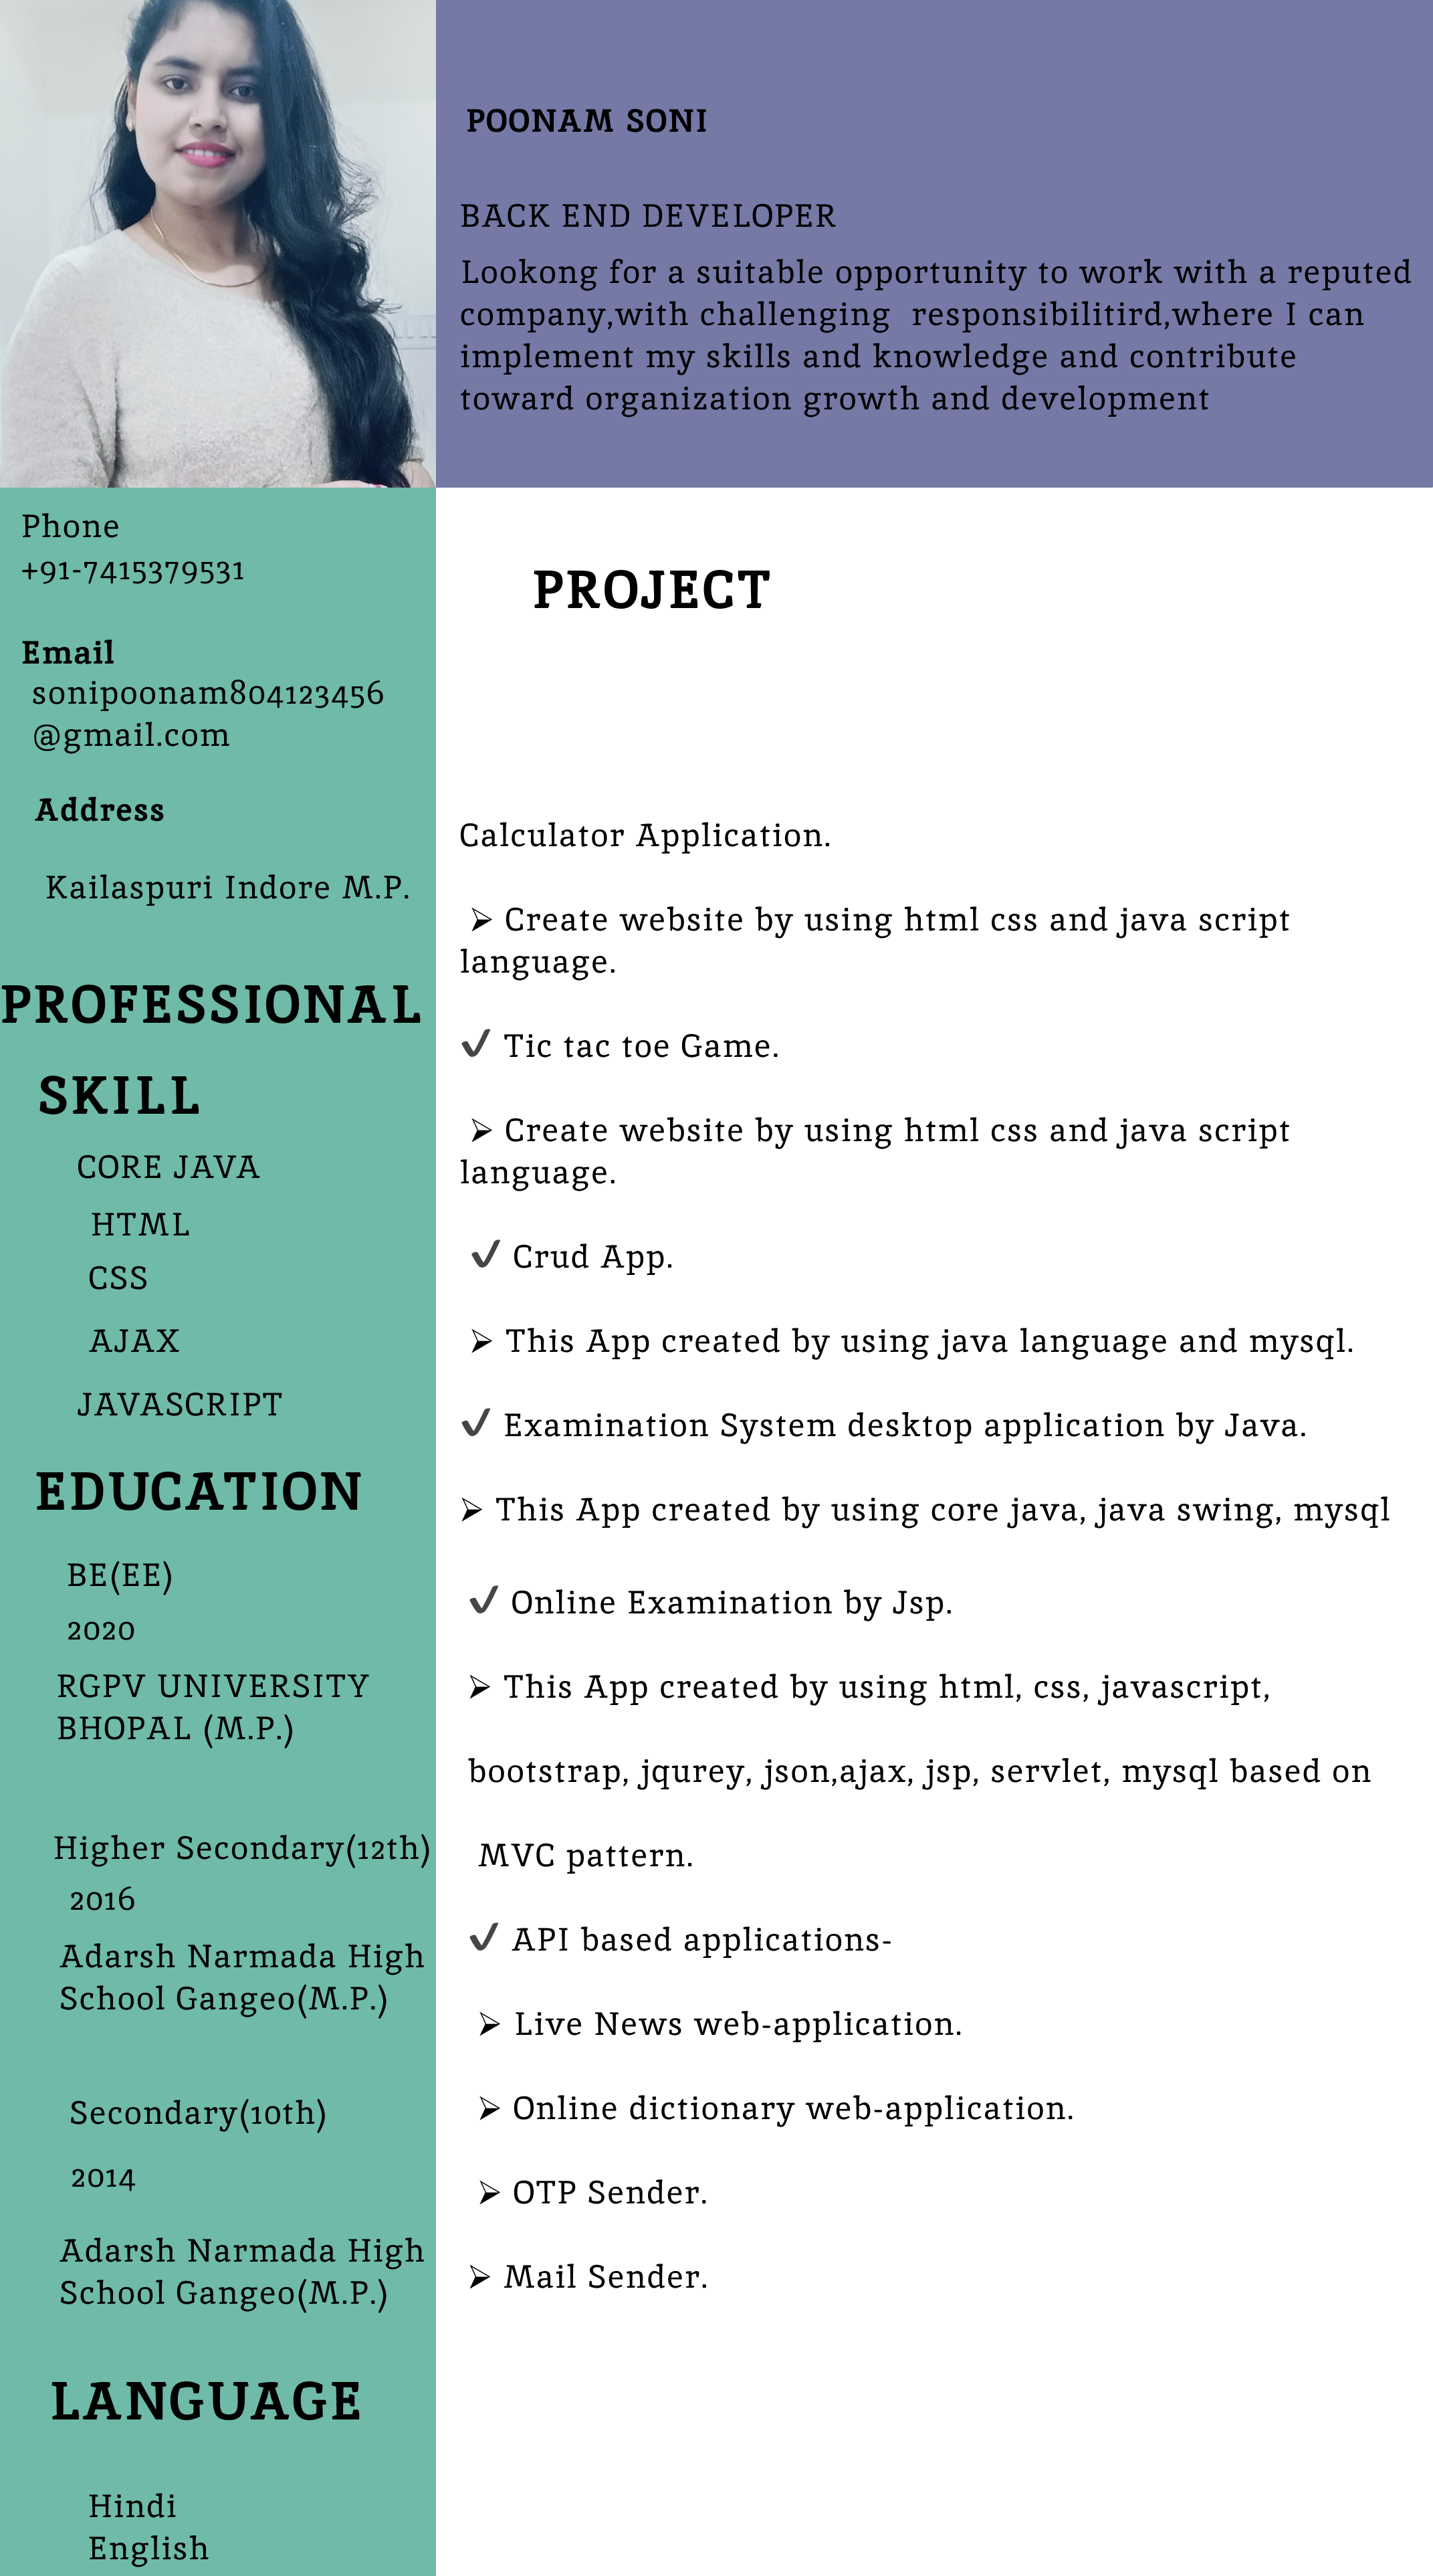 POONAM SONI
BACK END DEVELOPER
Lookong for a suitable opportunity to work with a reputed
company,with challenging  responsibilitird,where I can
implement my skills and knowledge and contribute
toward organization growth and development
Phone
+91-7415379531
Email
sonipoonam804123456
@gmail.com
Address
Kailaspuri Indore M.P.
PROFESSIONAL
SKILL
CORE JAVA
HTML
CSS
AJAX
JAVASCRIPT
EDUCATION
BE(EE)
2020
RGPV UNIVERSITY
BHOPAL (M.P.)
Higher Secondary(12th)
2016
Adarsh Narmada High
School Gangeo(M.P.)
Secondary(10th)
2014
Adarsh Narmada High
School Gangeo(M.P.)
LANGUAGE
Hindi
English
PROJECT
Calculator Application.
➢ Create website by using html css and java script
language.
✔ Tic tac toe Game.
➢ Create website by using html css and java script
language.
✔ Crud App.
➢ This App created by using java language and mysql.
✔ Examination System desktop application by Java.
➢ This App created by using core java, java swing, mysql
✔ Online Examination by Jsp.
➢ This App created by using html, css, javascript,
bootstrap, jqurey, json,ajax, jsp, servlet, mysql based on
MVC pattern.
✔ API based applications-
➢ Live News web-application.
➢ Online dictionary web-application.
➢ OTP Sender.
➢ Mail Sender.